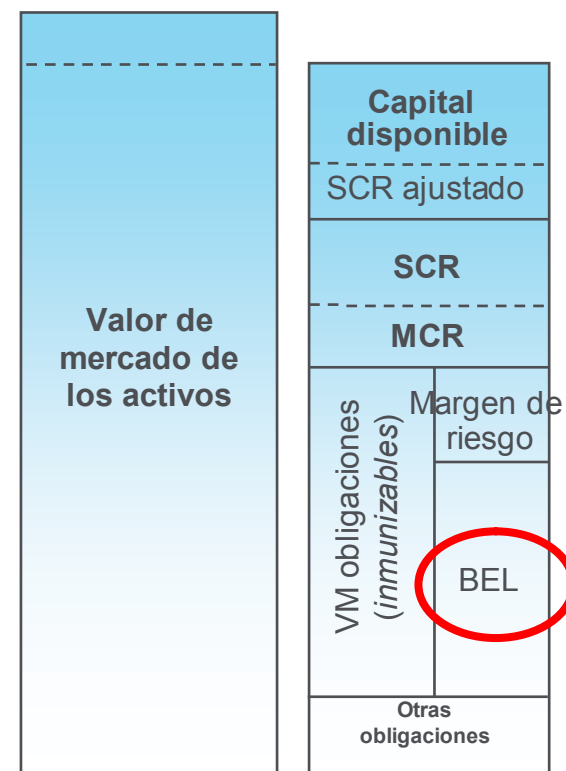 Valor de
mercado de
los activos
Capital
disponible
SCR ajustado
SCR
MCR
VM obligaciones
(inmunizables)
Margen de
riesgo
BEL
Otras
obligaciones